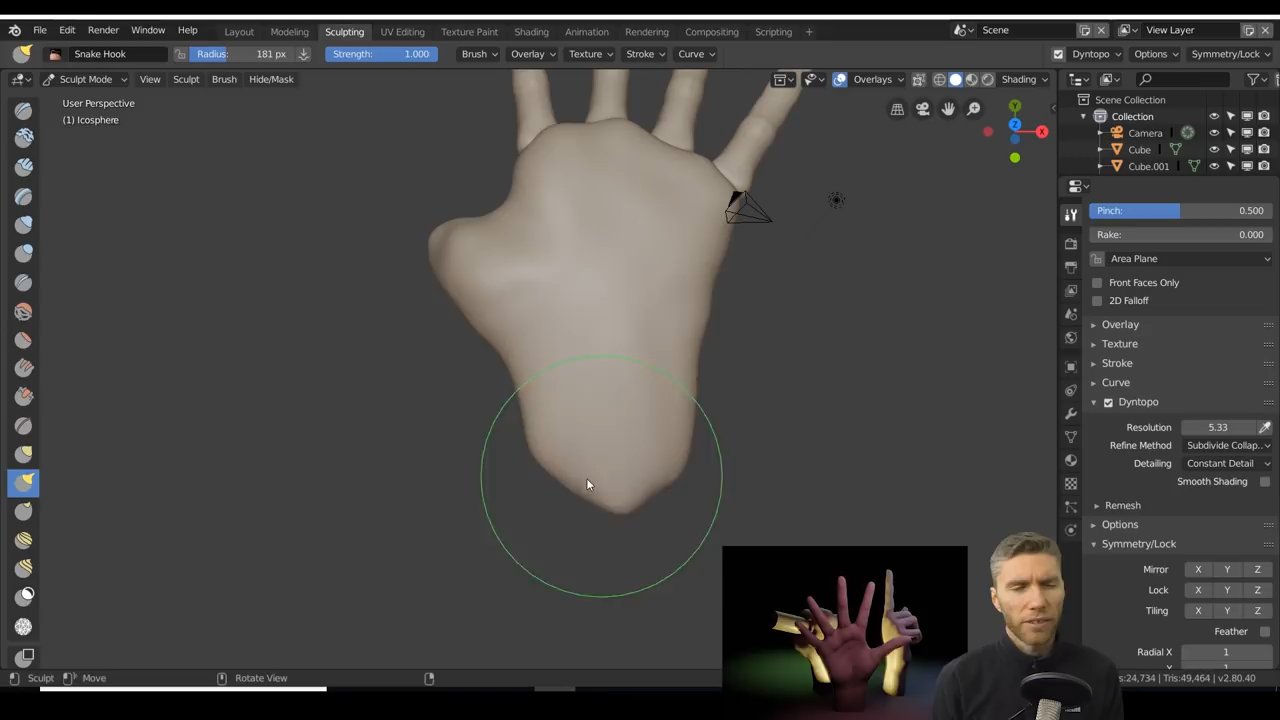 File Edit Render Window Help Layout Modeling Sculpting UV Editing Texture Paint Shading Animation Rendering Compositing Scripting + Scene View Layer
Snake Hook Radius: 181 px Strength: 1.000 Brush Overlay Texture Stroke Curve Dyntopo Options Symmetry/Lock
Sculpt Mode View Sculpt Brush Hide/Mask Overlays Shading
User Perspective
(1) Icosphere
Scene Collection
Collection
Camera
Cube
Cube.001
Pinch: 0.500
Rake: 0.000
Area Plane
Front Faces Only
2D Falloff
Overlay
Texture
Stroke
Curve
Dyntopo
Resolution 5.33
Refine Method Subdivide Collap..
Detailing Constant Detail
Smooth Shading
Remesh
Options
Symmetry/Lock
Mirror X Y Z
Lock X Y Z
Tiling X Y Z
Feather
Radial X 1
Sculpt Move Rotate View s:24,734 | Tris:49,464 | v2.80.40